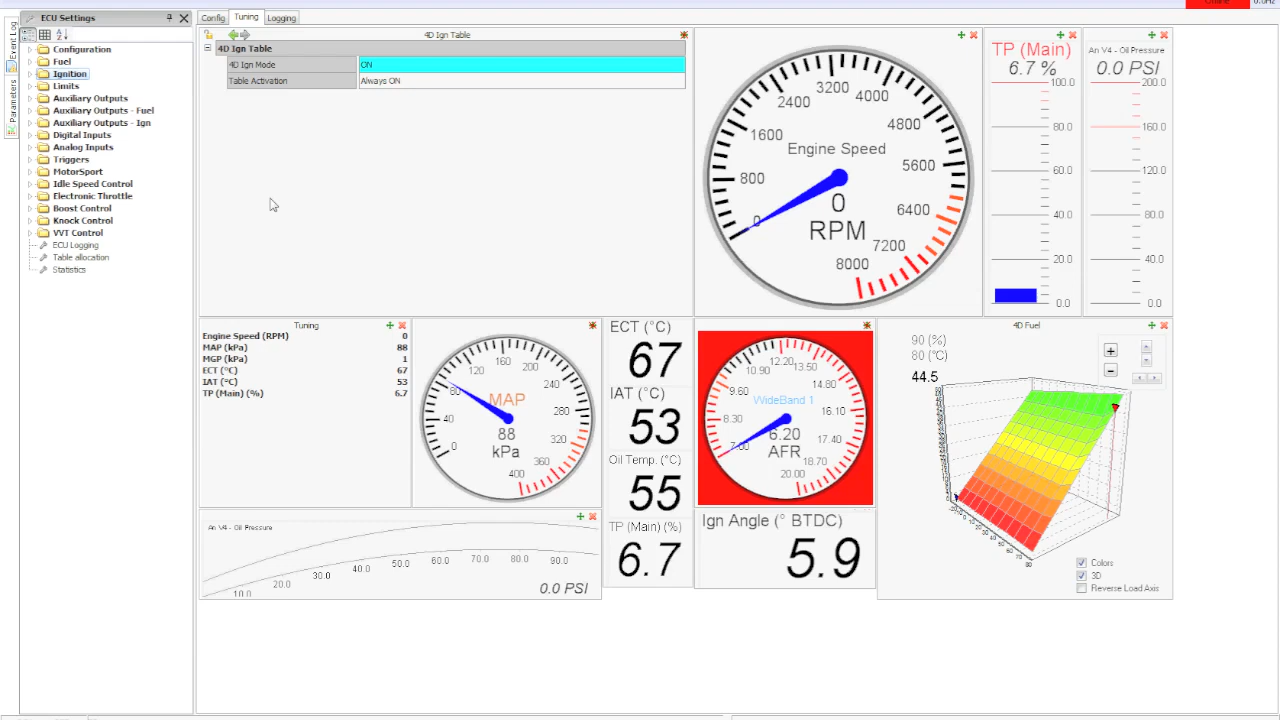 Online
0.0Hz
ECU Settings
Event Log
Parameters
Configuration
Fuel
Ignition
Limits
Auxiliary Outputs
Auxiliary Outputs - Fuel
Auxiliary Outputs - Ign
Digital Inputs
Analog Inputs
Triggers
MotorSport
Idle Speed Control
Electronic Throttle
Boost Control
Knock Control
VVT Control
ECU Logging
Table allocation
Statistics
Config Tuning Logging
4D Ign Table
4D Ign Table
4D Ign Mode ON
Table Activation Always ON
0
800
1600
2400
3200
4000
4800
5600
6400
7200
8000
Engine Speed
0
RPM
TP (Main)
6.7 %
100.0
80.0
60.0
40.0
20.0
0.0
An V4 - Oil Pressure
0.0 PSI
200.0
160.0
120.0
80.0
40.0
0.0
Tuning
Engine Speed (RPM) 0
MAP (kPa) 88
MGP (kPa) 1
ECT (°C) 67
IAT (°C) 53
TP (Main) (%) 6.7
0
40
80
120
160
200
240
280
320
360
400
MAP
88
kPa
ECT (°C)
67
IAT (°C)
53
Oil Temp. (°C)
55
TP (Main) (%)
6.7
7.00
8.30
9.60
10.90
12.20
13.50
14.80
16.10
17.40
18.70
20.00
WideBand 1
6.20
AFR
Ign Angle (° BTDC)
5.9
4D Fuel
90 (%)
80 (°C)
44.5
Colors
3D
Reverse Load Axis
An V4 - Oil Pressure
10.0
20.0
30.0
40.0
50.0
60.0
70.0
80.0
90.0
0.0 PSI